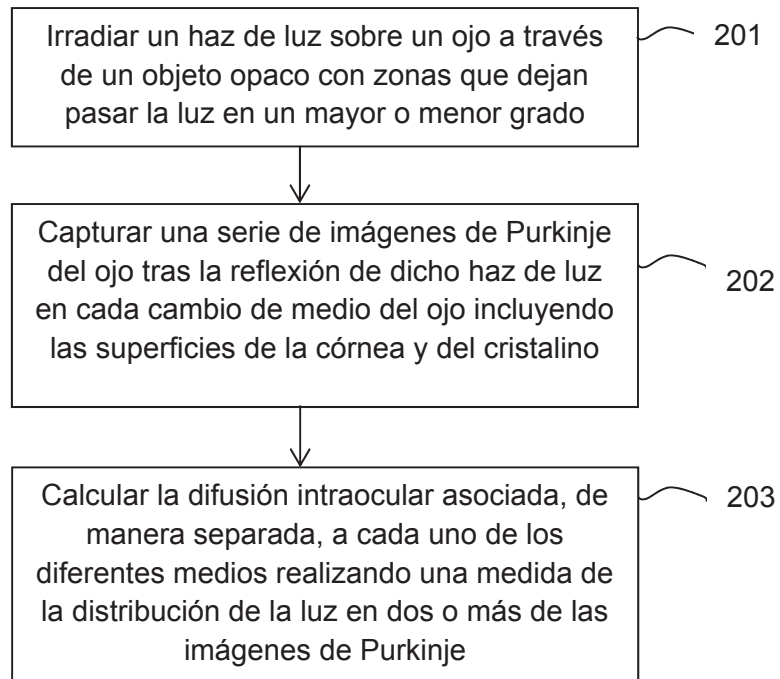 Irradiar un haz de luz sobre un ojo a través
de un objeto opaco con zonas que dejan
pasar la luz en un mayor o menor grado
201
Capturar una serie de imágenes de Purkinje
del ojo tras la reflexión de dicho haz de luz
en cada cambio de medio del ojo incluyendo
las superficies de la córnea y del cristalino
202
Calcular la difusión intraocular asociada, de
manera separada, a cada uno de los
diferentes medios realizando una medida de
la distribución de la luz en dos o más de las
imágenes de Purkinje
203